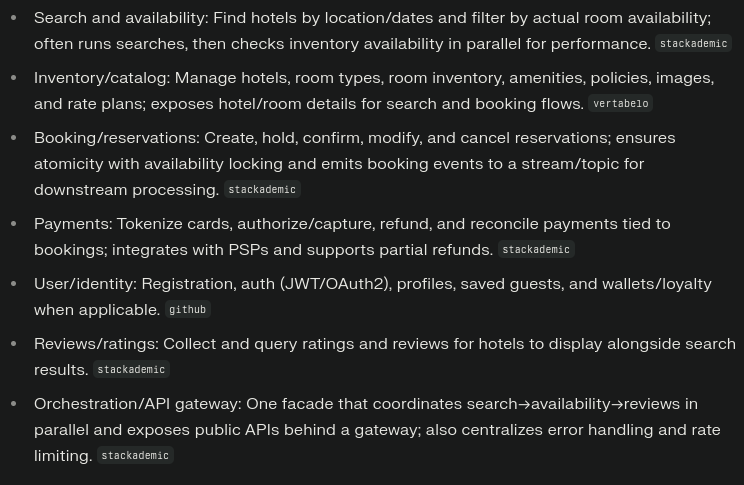 • Search and availability: Find hotels by location/dates and filter by actual room availability;
often runs searches, then checks inventory availability in parallel for performance. stackademic
• Inventory/catalog: Manage hotels, room types, room inventory, amenities, policies, images,
and rate plans; exposes hotel/room details for search and booking flows. vertabelo
• Booking/reservations: Create, hold, confirm, modify, and cancel reservations; ensures
atomicity with availability locking and emits booking events to a stream/topic for
downstream processing. stackademic
• Payments: Tokenize cards, authorize/capture, refund, and reconcile payments tied to
bookings; integrates with PSPs and supports partial refunds. stackademic
• User/identity: Registration, auth (JWT/OAuth2), profiles, saved guests, and wallets/loyalty
when applicable. github
• Reviews/ratings: Collect and query ratings and reviews for hotels to display alongside search
results. stackademic
• Orchestration/API gateway: One facade that coordinates search→availability→reviews in
parallel and exposes public APIs behind a gateway; also centralizes error handling and rate
limiting. stackademic